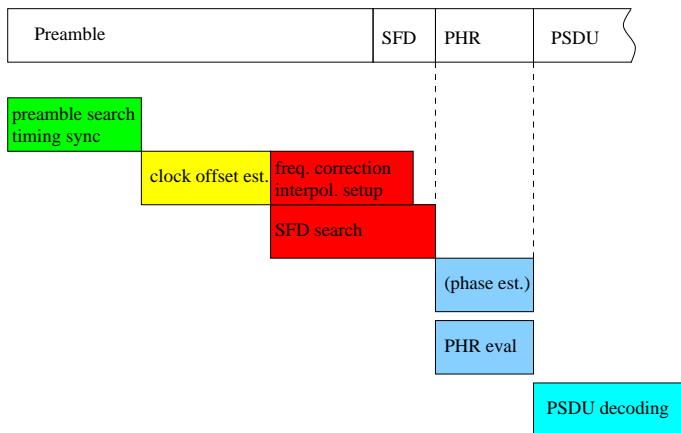 Preamble
SFD
PHR
PSDU
preamble search
timing sync
clock offset est.
freq. correction
interpol. setup
SFD search
(phase est.)
PHR eval
PSDU decoding